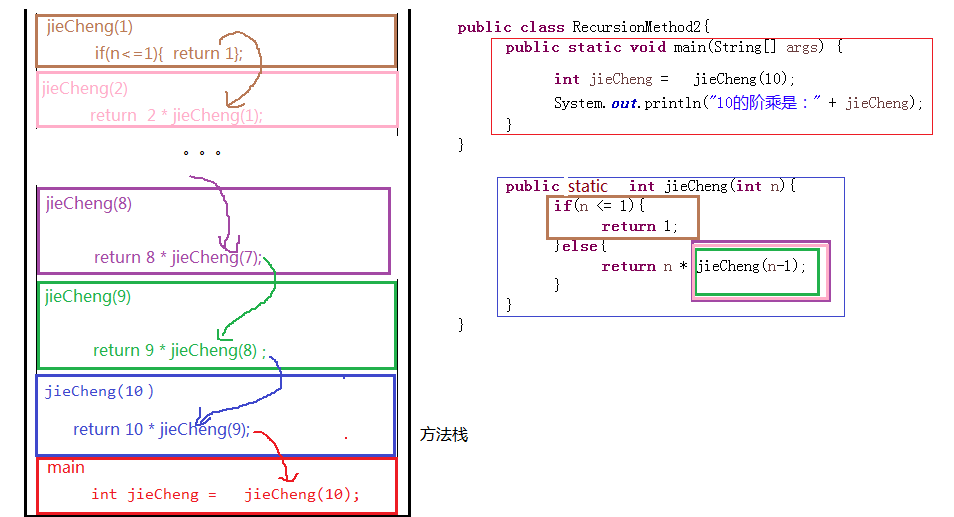 jieCheng(1)
if(n<=1){ return 1};
jieCheng(2)
return 2 * jieCheng(1);
。。。
jieCheng(8)
return 8 * jieCheng(7);
jieCheng(9)
return 9 * jieCheng(8) ;
jieCheng(10 )
return 10 * jieCheng(9);
main
int jieCheng = jieCheng(10);
方法栈
public class RecursionMethod2{
public static void main(String[] args) {
int jieCheng = jieCheng(10);
System.out.println("10的阶乘是：" + jieCheng);
}
}
public static int jieCheng(int n){
if(n <= 1){
return 1;
}else{
return n * jieCheng(n-1);
}
}
}